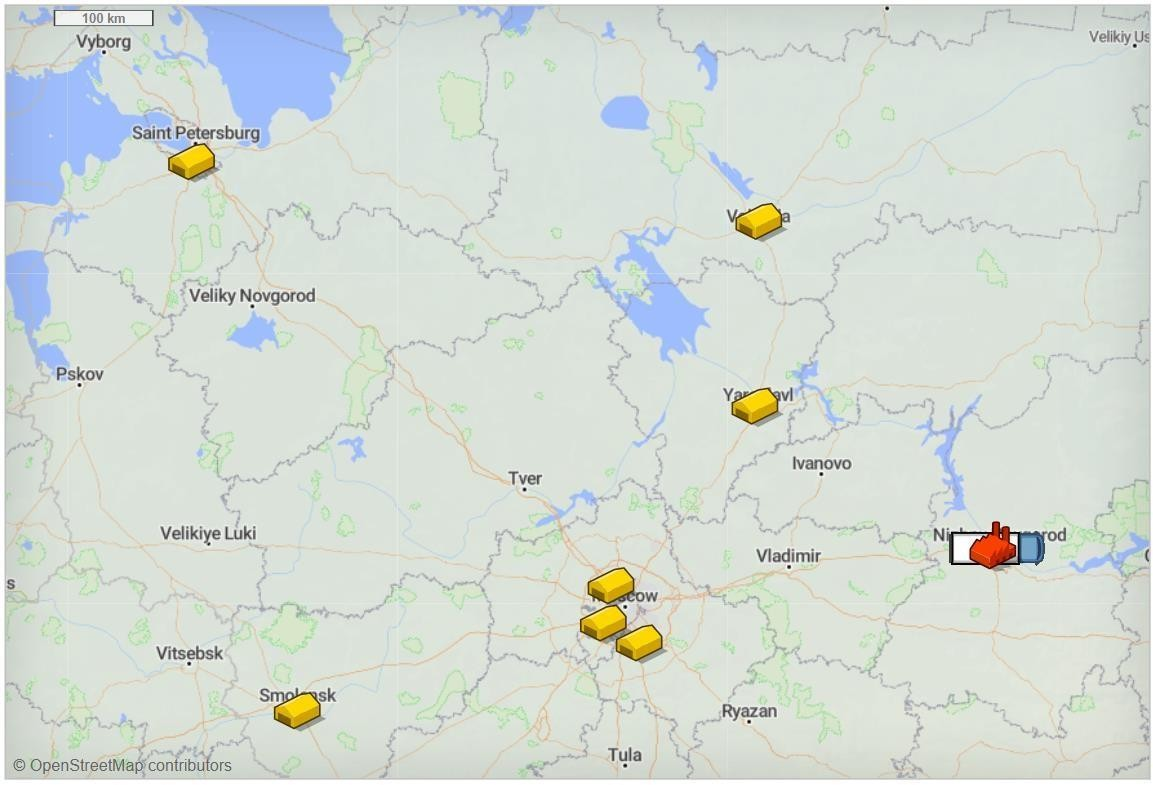 100 km
Vyborg
Velikiy Us
Saint Petersburg
Veliky Novgorod
Pskov
Ivanovo
Tver
Velikiye Luki
Vladimir
s
Vitsebsk
Ryazan
Tula
© OpenStreetMap contributors